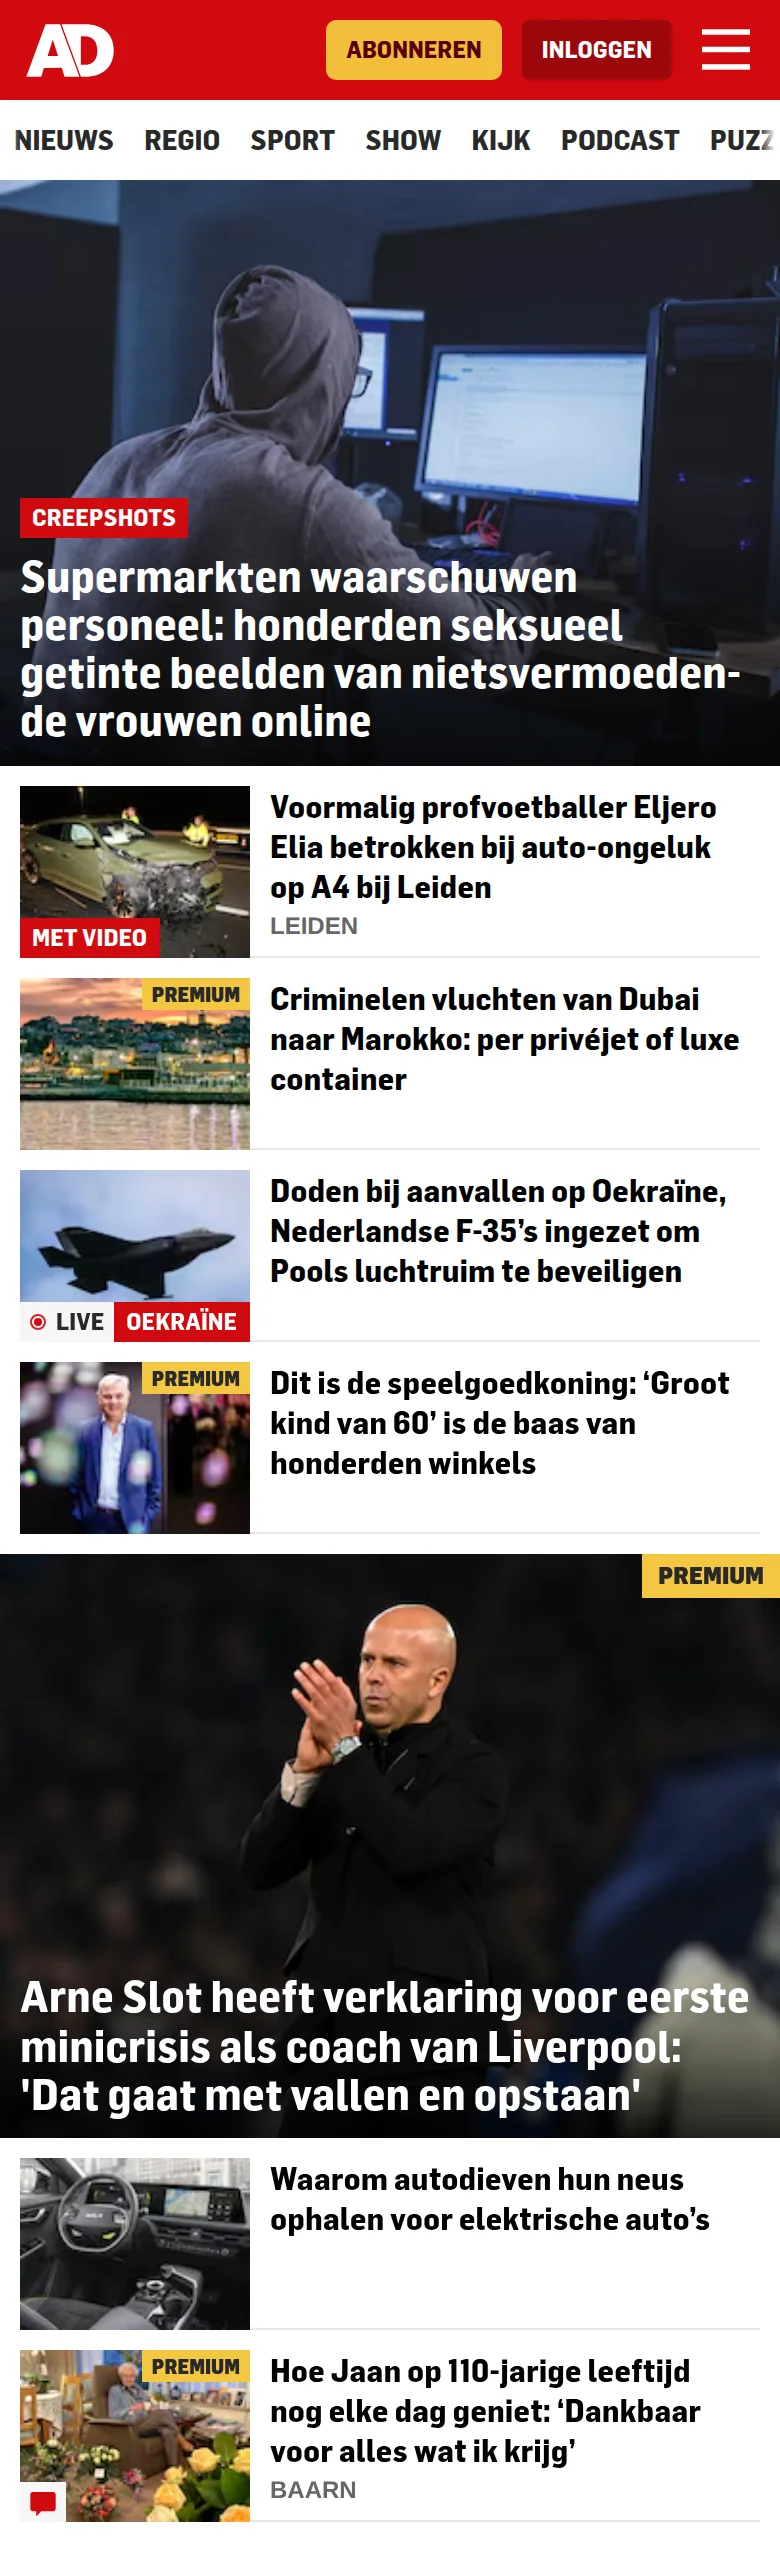 AD
ABONNEREN
INLOGGEN
NIEUWS REGIO SPORT SHOW KIJK PODCAST PUZZ
CREEPSHOTS
Supermarkten waarschuwen
personeel: honderden seksueel
getinte beelden van nietsvermoeden-
de vrouwen online
Voormalig profvoetballer Eljero
Elia betrokken bij auto-ongeluk
op A4 bij Leiden
LEIDEN
MET VIDEO
PREMIUM
Criminelen vluchten van Dubai
naar Marokko: per privéjet of luxe
container
Doden bij aanvallen op Oekraïne,
Nederlandse F-35’s ingezet om
Pools luchtruim te beveiligen
LIVE OEKRAÏNE
PREMIUM
Dit is de speelgoedkoning: ‘Groot
kind van 60’ is de baas van
honderden winkels
PREMIUM
Arne Slot heeft verklaring voor eerste
minicrisis als coach van Liverpool:
'Dat gaat met vallen en opstaan'
Waarom autodieven hun neus
ophalen voor elektrische auto’s
PREMIUM
Hoe Jaan op 110-jarige leeftijd
nog elke dag geniet: ‘Dankbaar
voor alles wat ik krijg’
BAARN